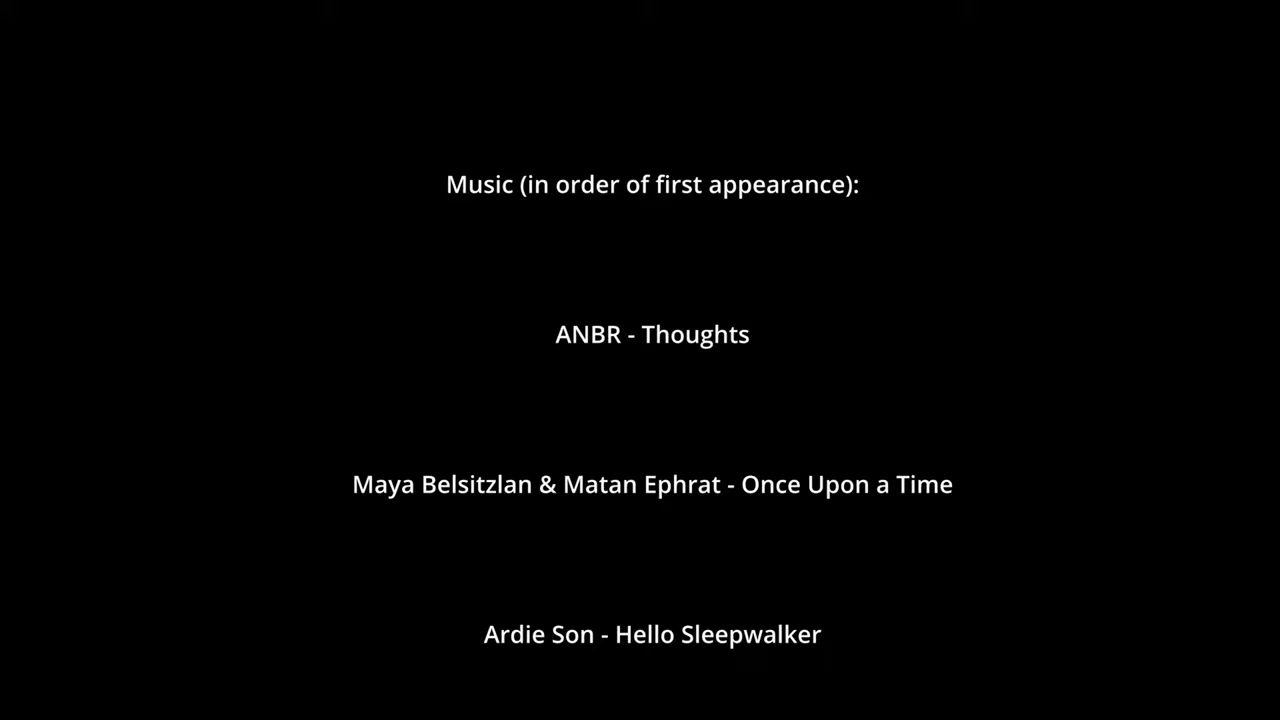 Music (in order of first appearance):
ANBR - Thoughts
Maya Belsitzlan & Matan Ephrat - Once Upon a Time
Ardie Son - Hello Sleepwalker